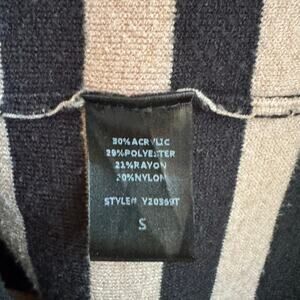 30% ACRYLIC
29% POLYESTER
21% RAYON
20% NYLON
STYLE# Y20369T
S